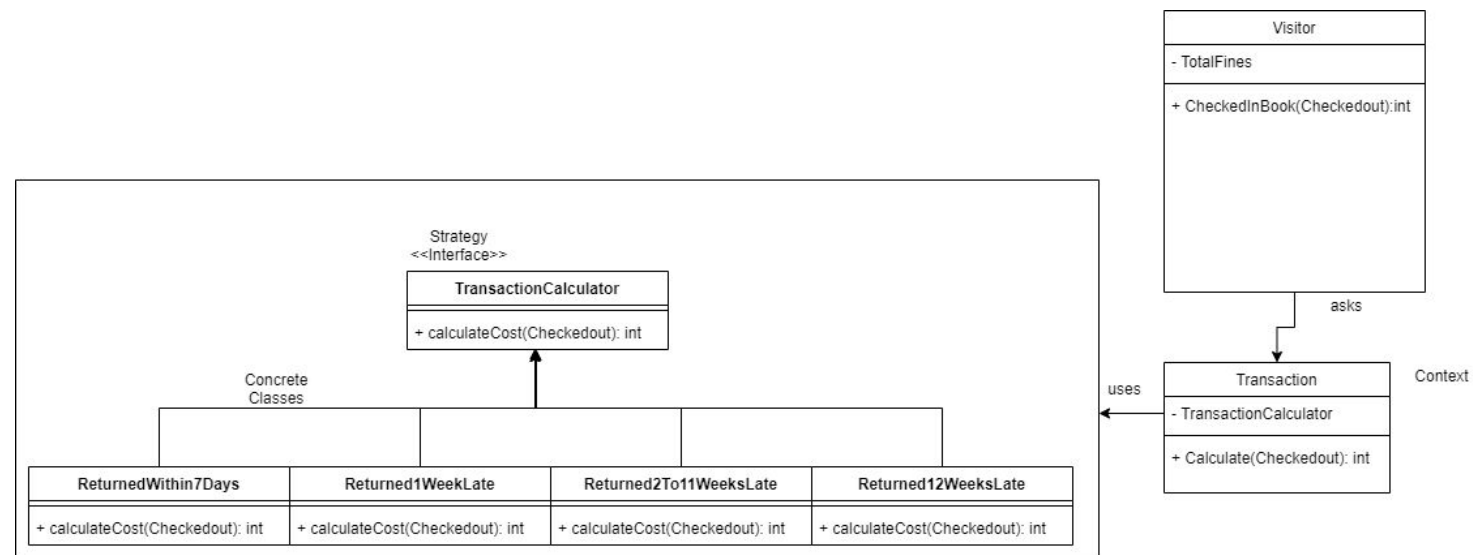 Visitor
- TotalFines
+ CheckedInBook(Checkedout):int
asks
Strategy
<<Interface>>
TransactionCalculator
+ calculateCost(Checkedout): int
Concrete
Classes
uses
Transaction
Context
- TransactionCalculator
+ Calculate(Checkedout): int
ReturnedWithin7Days
+ calculateCost(Checkedout): int
Returned1WeekLate
+ calculateCost(Checkedout): int
Returned2To11WeeksLate
+ calculateCost(Checkedout): int
Returned12WeeksLate
+ calculateCost(Checkedout): int